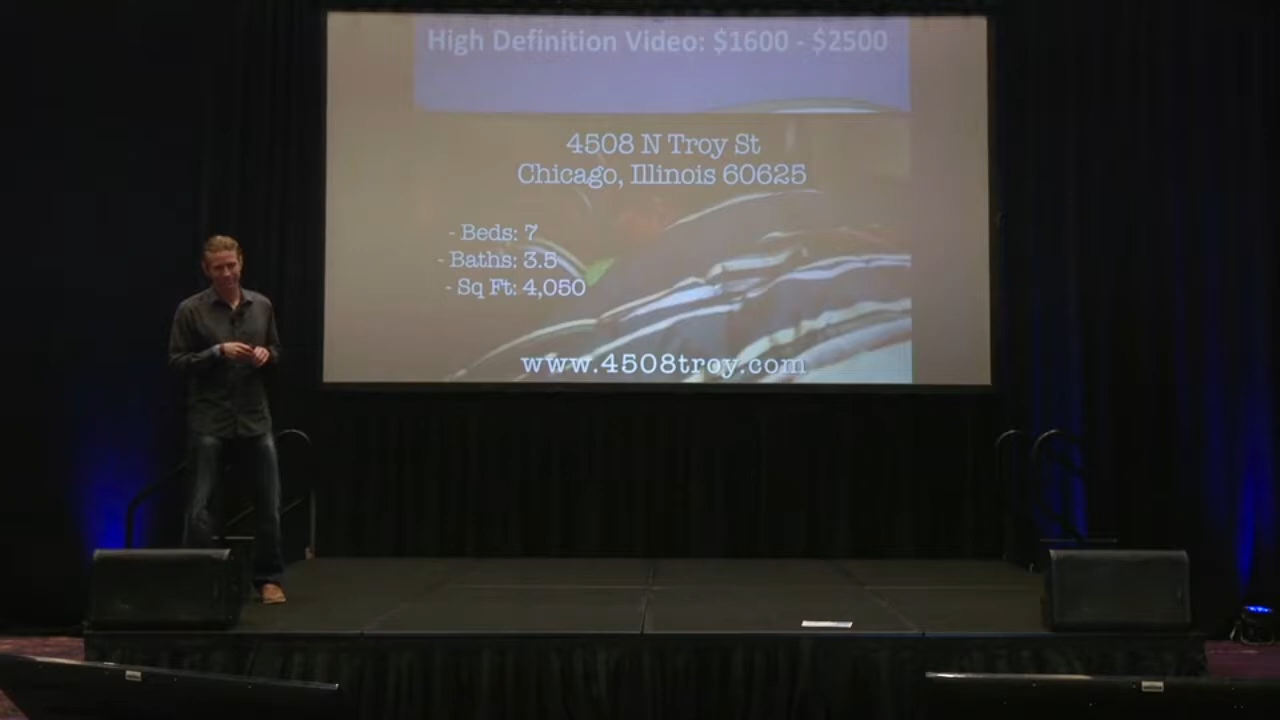 High Definition Video: $1600 - $2500
4508 N Troy St
Chicago, Illinois 60625
- Beds: 7
- Baths: 3.5
- Sq Ft: 4,050
www.4508troy.com